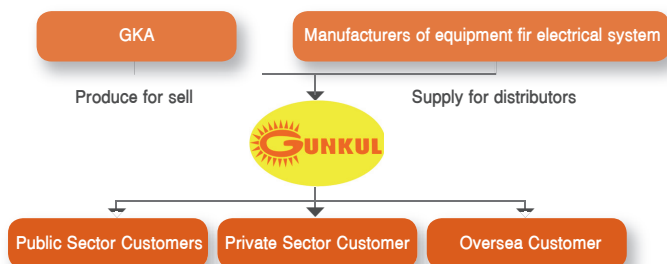 GKA
Manufacturers of equipment fir electrical system
Produce for sell
Supply for distributors
GUNKUL
Public Sector Customers
Private Sector Customer
Oversea Customer